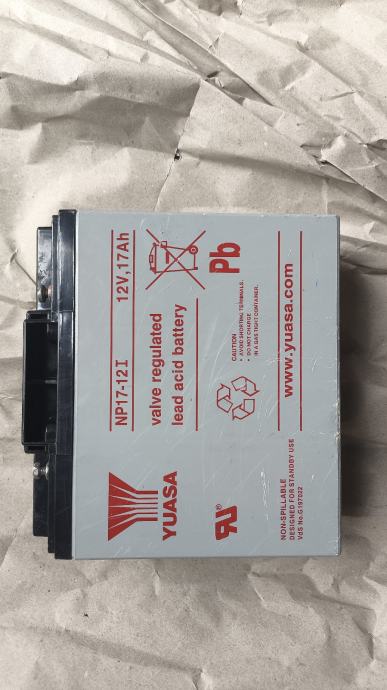 YUASA
NP17-12I 12V,17Ah
valve regulated
lead acid battery
Pb
CAUTION
• AVOID SHORTING TERMINALS.
• DO NOT CHARGE
IN A GAS TIGHT CONTAINER.
NON-SPILLABLE
DESIGNED FOR STANDBY USE
VdS No.G197022
www.yuasa.com